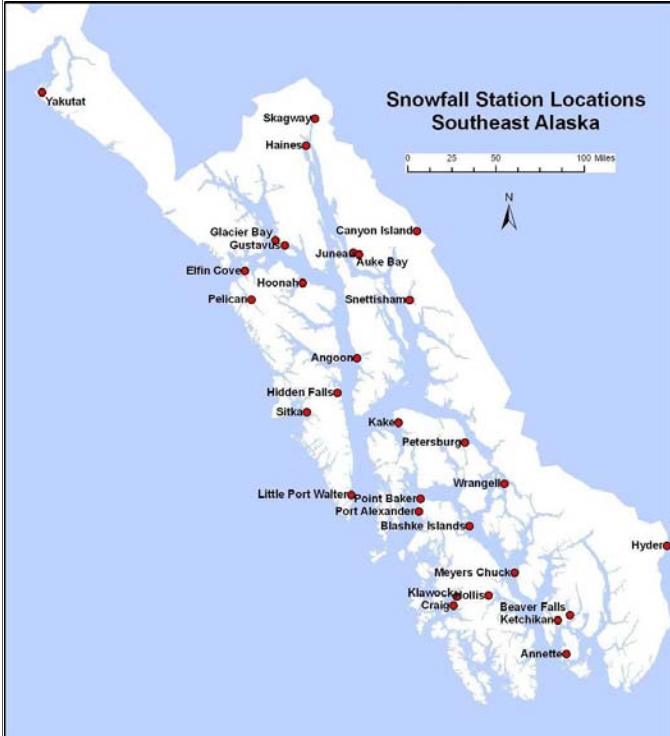 Snowfall Station Locations
Southeast Alaska
0 25 50 100 Miles
N
Yakutat
Skagway
Haines
Canyon Island
Glacier Bay
Gustavus
Juneau
Auke Bay
Elfin Cove
Hoonah
Pelican
Snettisham
Angoon
Hidden Falls
Sitka
Kake
Petersburg
Wrangell
Little Port Walter
Point Baker
Port Alexander
Blashke Islands
Hyder
Meyers Chuck
Klawock
Hollis
Craig
Beaver Falls
Ketchikan
Annette